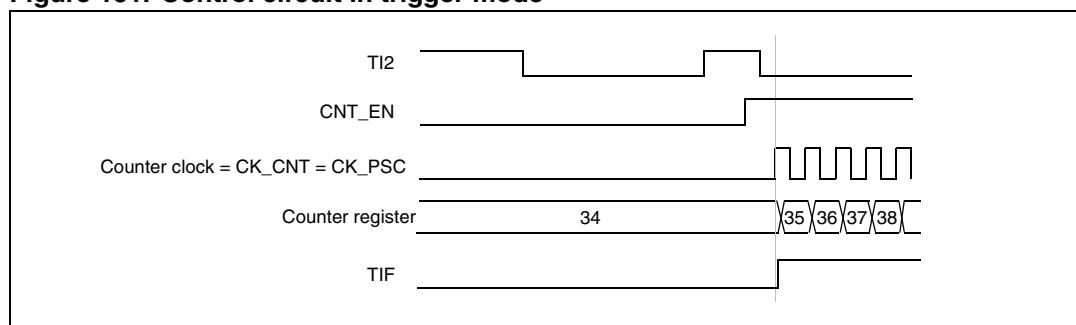 TI2
CNT_EN
Counter clock = CK_CNT = CK_PSC
Counter register 34 35 36 37 38
TIF